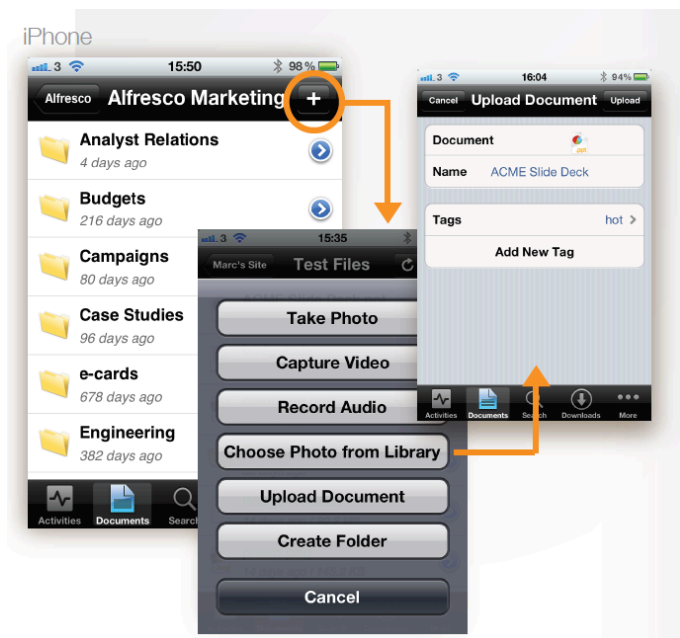 iPhone
3 15:50 98%
Alfresco Alfresco Marketing +
Analyst Relations
4 days ago
Budgets
216 days ago
Campaigns
80 days ago
Case Studies
96 days ago
e-cards
678 days ago
Engineering
382 days ago
Activities Documents Search
3 15:35
Marc's Site Test Files
Take Photo
Capture Video
Record Audio
Choose Photo from Library
Upload Document
Create Folder
Cancel
3 16:04 94%
Cancel Upload Document Upload
Document ppt
Name ACME Slide Deck
Tags hot >
Add New Tag
Activities Documents Search Downloads More